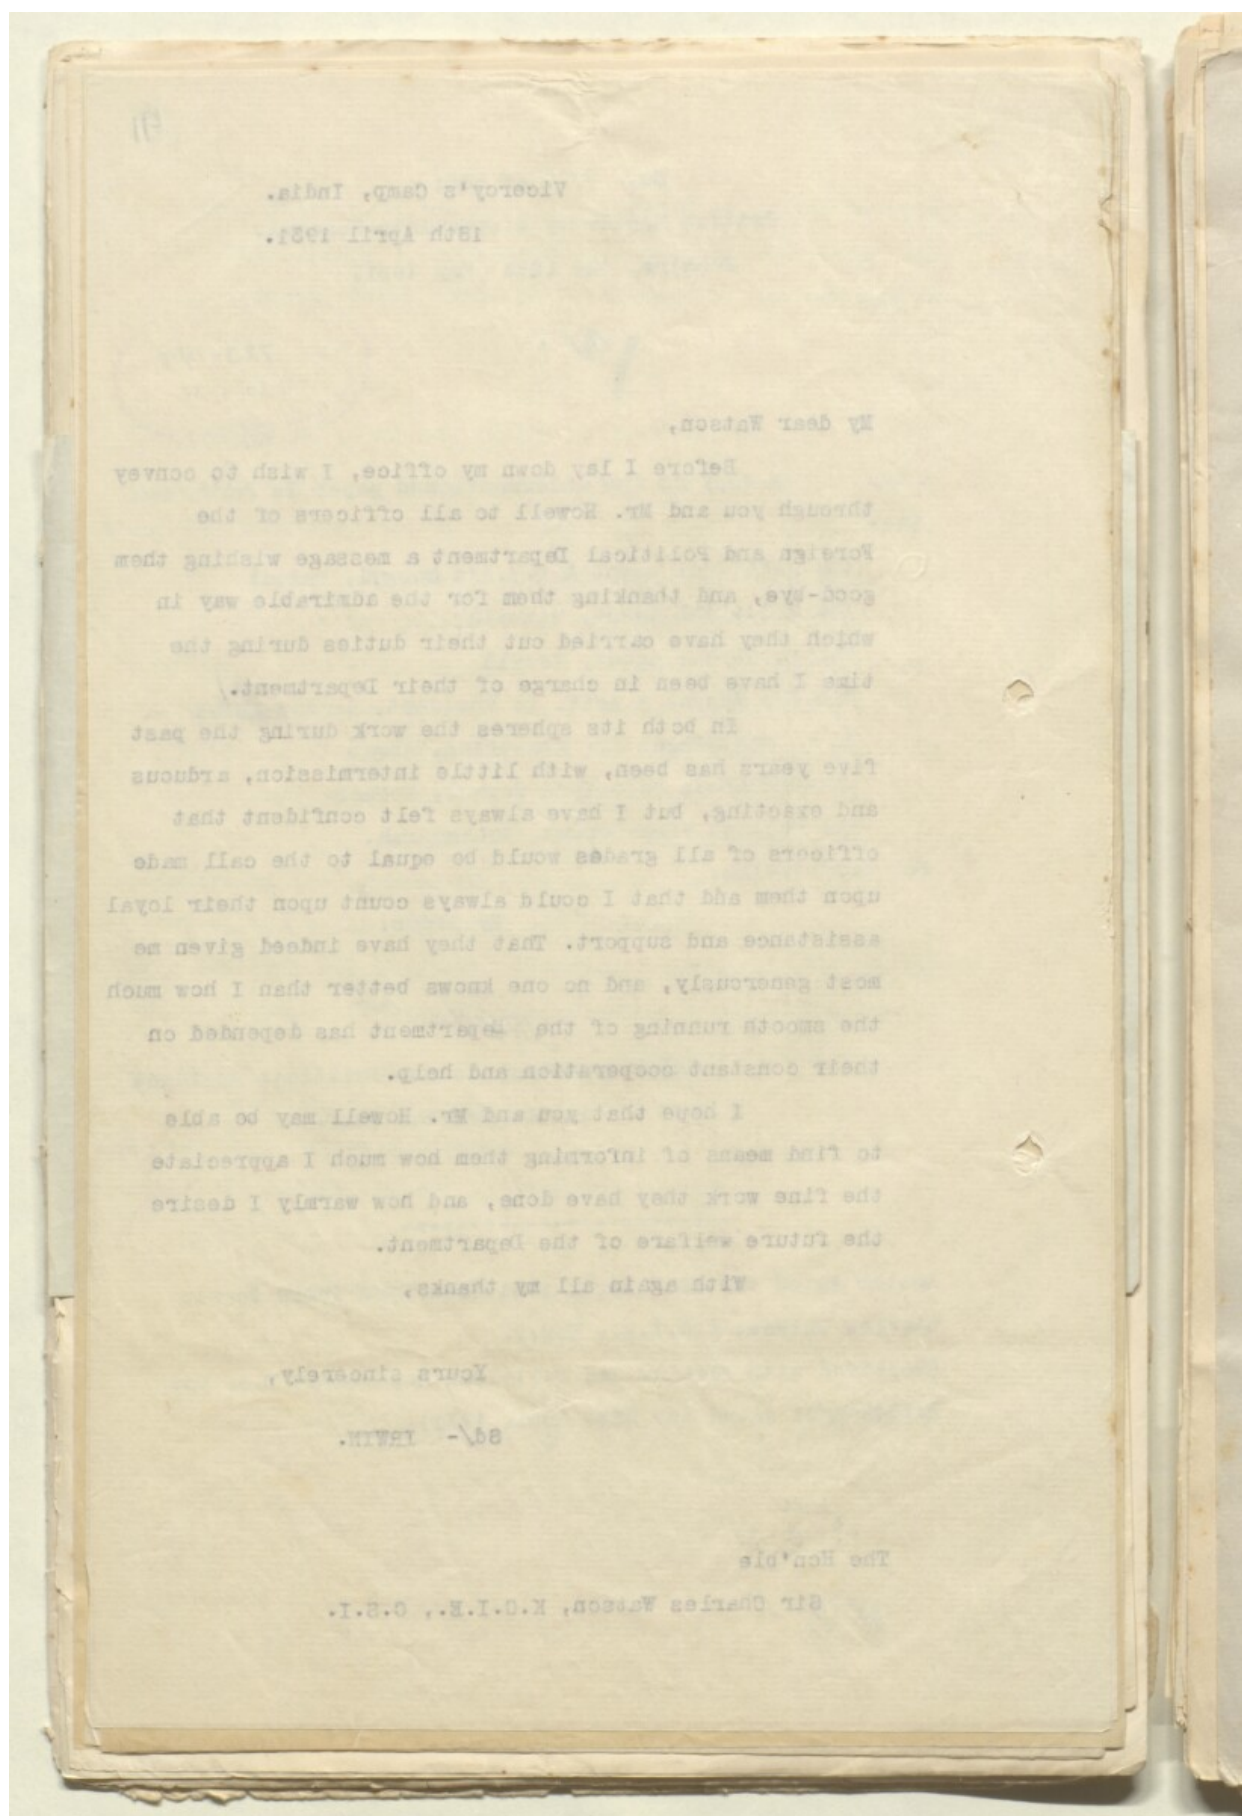 Viceroy's Camp, India.
18th April 1931.
My dear Watson,
Before I lay down my office, I wish to convey
through you and Mr. Howell to all officers of the
Foreign and Political Department a message wishing them
good-bye, and thanking them for the admirable way in
which they have carried out their duties during the
time I have been in charge of their Department.
In both its spheres the work during the past
five years has been, with little intermission, arduous
and exacting, but I have always felt confident that
officers of all grades would be equal to the call made
upon them and that I could always count upon their loyal
assistance and support. That they have indeed given me
most generously, and no one knows better than I how much
the smooth running of the Department has depended on
their constant cooperation and help.
I hope that you and Mr. Howell may be able
to find means of informing them how much I appreciate
the fine work they have done, and how warmly I desire
the future welfare of the Department.
With again all my thanks,
Yours sincerely,
Sd/- IRWIN.
The Hon'ble
Sir Charles Watson, K.C.I.E., C.S.I.